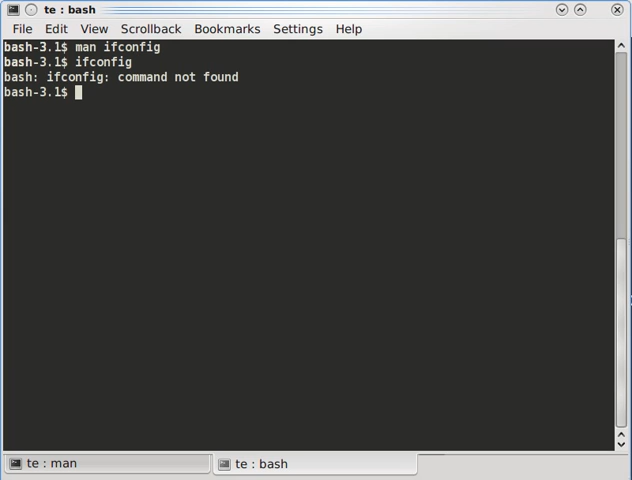 te : bash
File Edit View Scrollback Bookmarks Settings Help
bash-3.1$ man ifconfig
bash-3.1$ ifconfig
bash: ifconfig: command not found
bash-3.1$
te : man te : bash